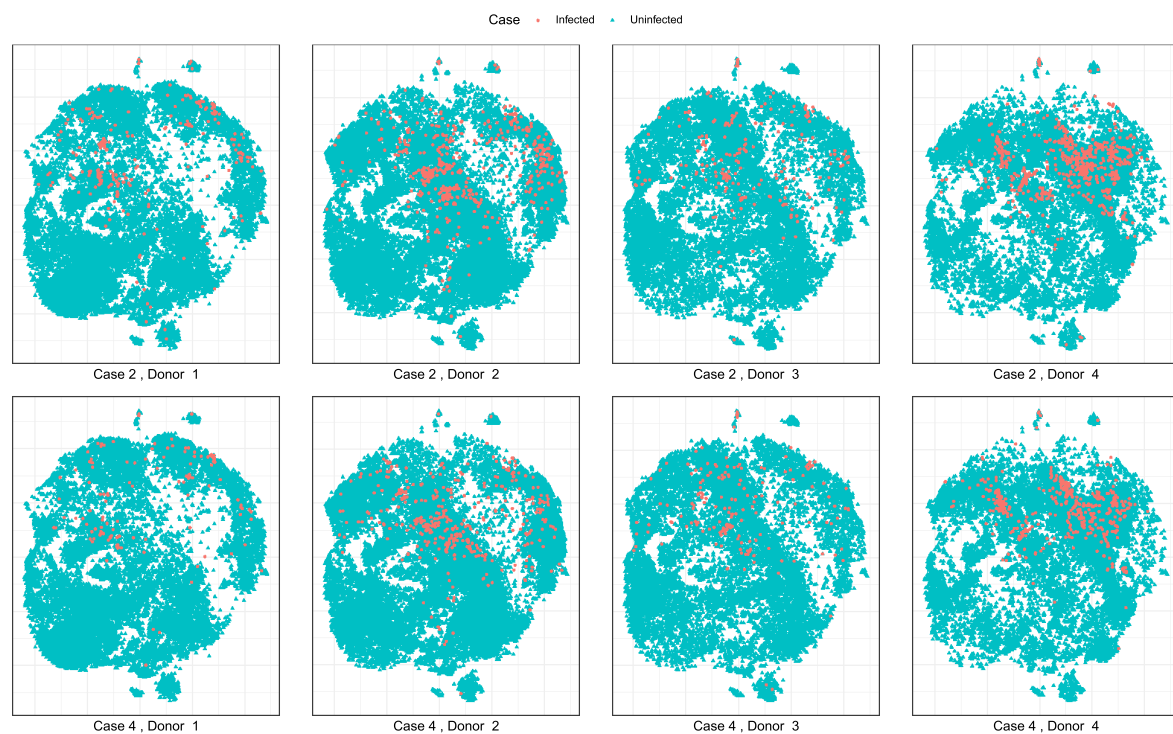 Case Infected Uninfected
Case 2 , Donor 1
Case 2 , Donor 2
Case 2 , Donor 3
Case 2 , Donor 4
Case 4 , Donor 1
Case 4 , Donor 2
Case 4 , Donor 3
Case 4 , Donor 4